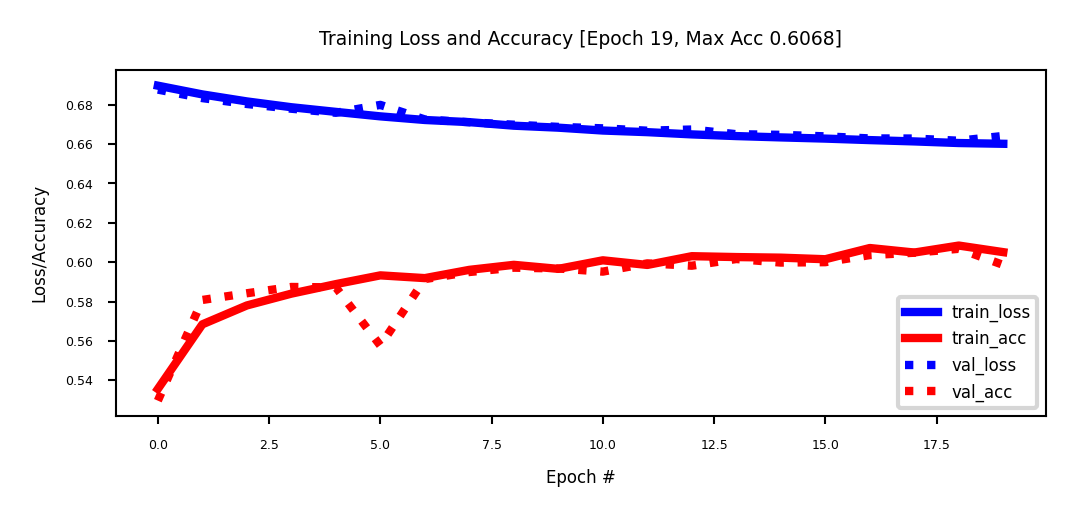 Training Loss and Accuracy [Epoch 19, Max Acc 0.6068]
Loss/Accuracy
0.68
0.66
0.64
0.62
0.60
0.58
0.56
0.54
train_loss
train_acc
val_loss
val_acc
0.0 2.5 5.0 7.5 10.0 12.5 15.0 17.5
Epoch #